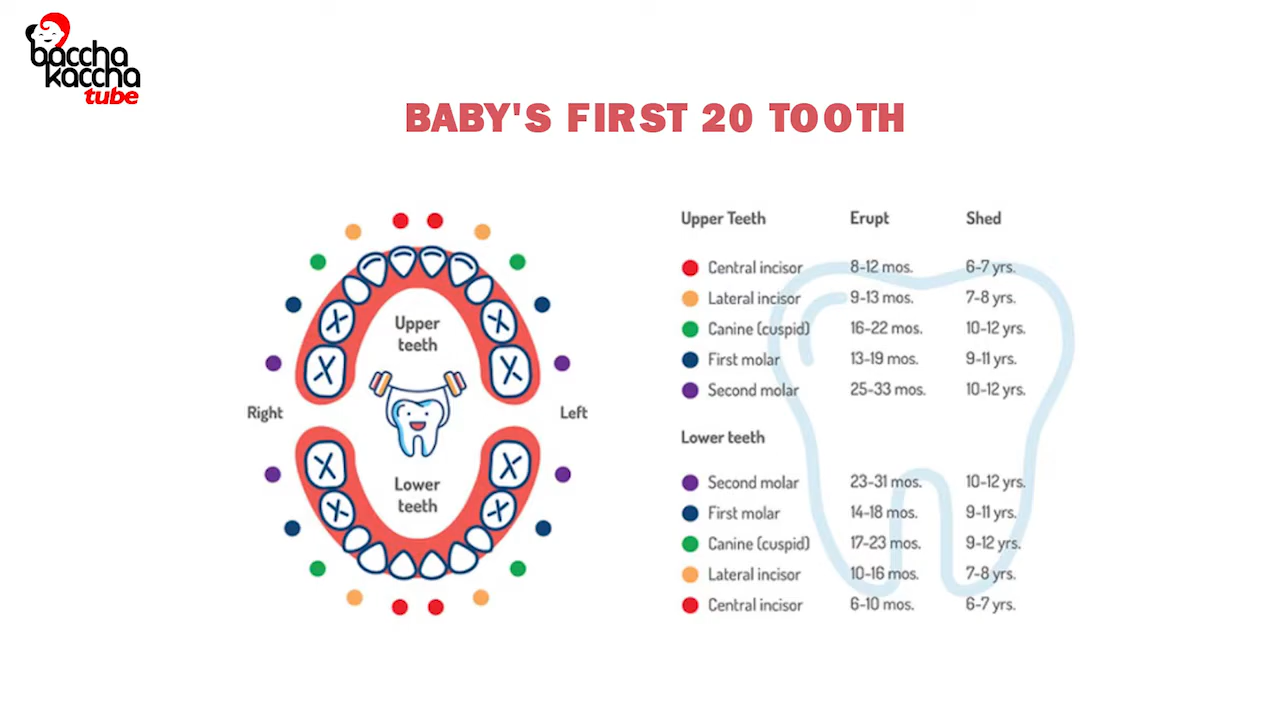 baccha
kaccha
tube
BABY'S FIRST 20 TOOTH
Upper
teeth
Right
Left
Lower
teeth
Upper Teeth Erupt Shed
Central incisor 8-12 mos. 6-7 yrs.
Lateral incisor 9-13 mos. 7-8 yrs.
Canine (cuspid) 16-22 mos. 10-12 yrs.
First molar 13-19 mos. 9-11 yrs.
Second molar 25-33 mos. 10-12 yrs.
Lower teeth
Second molar 23-31 mos. 10-12 yrs.
First molar 14-18 mos. 9-11 yrs.
Canine (cuspid) 17-23 mos. 9-12 yrs.
Lateral incisor 10-16 mos. 7-8 yrs.
Central incisor 6-10 mos. 6-7 yrs.